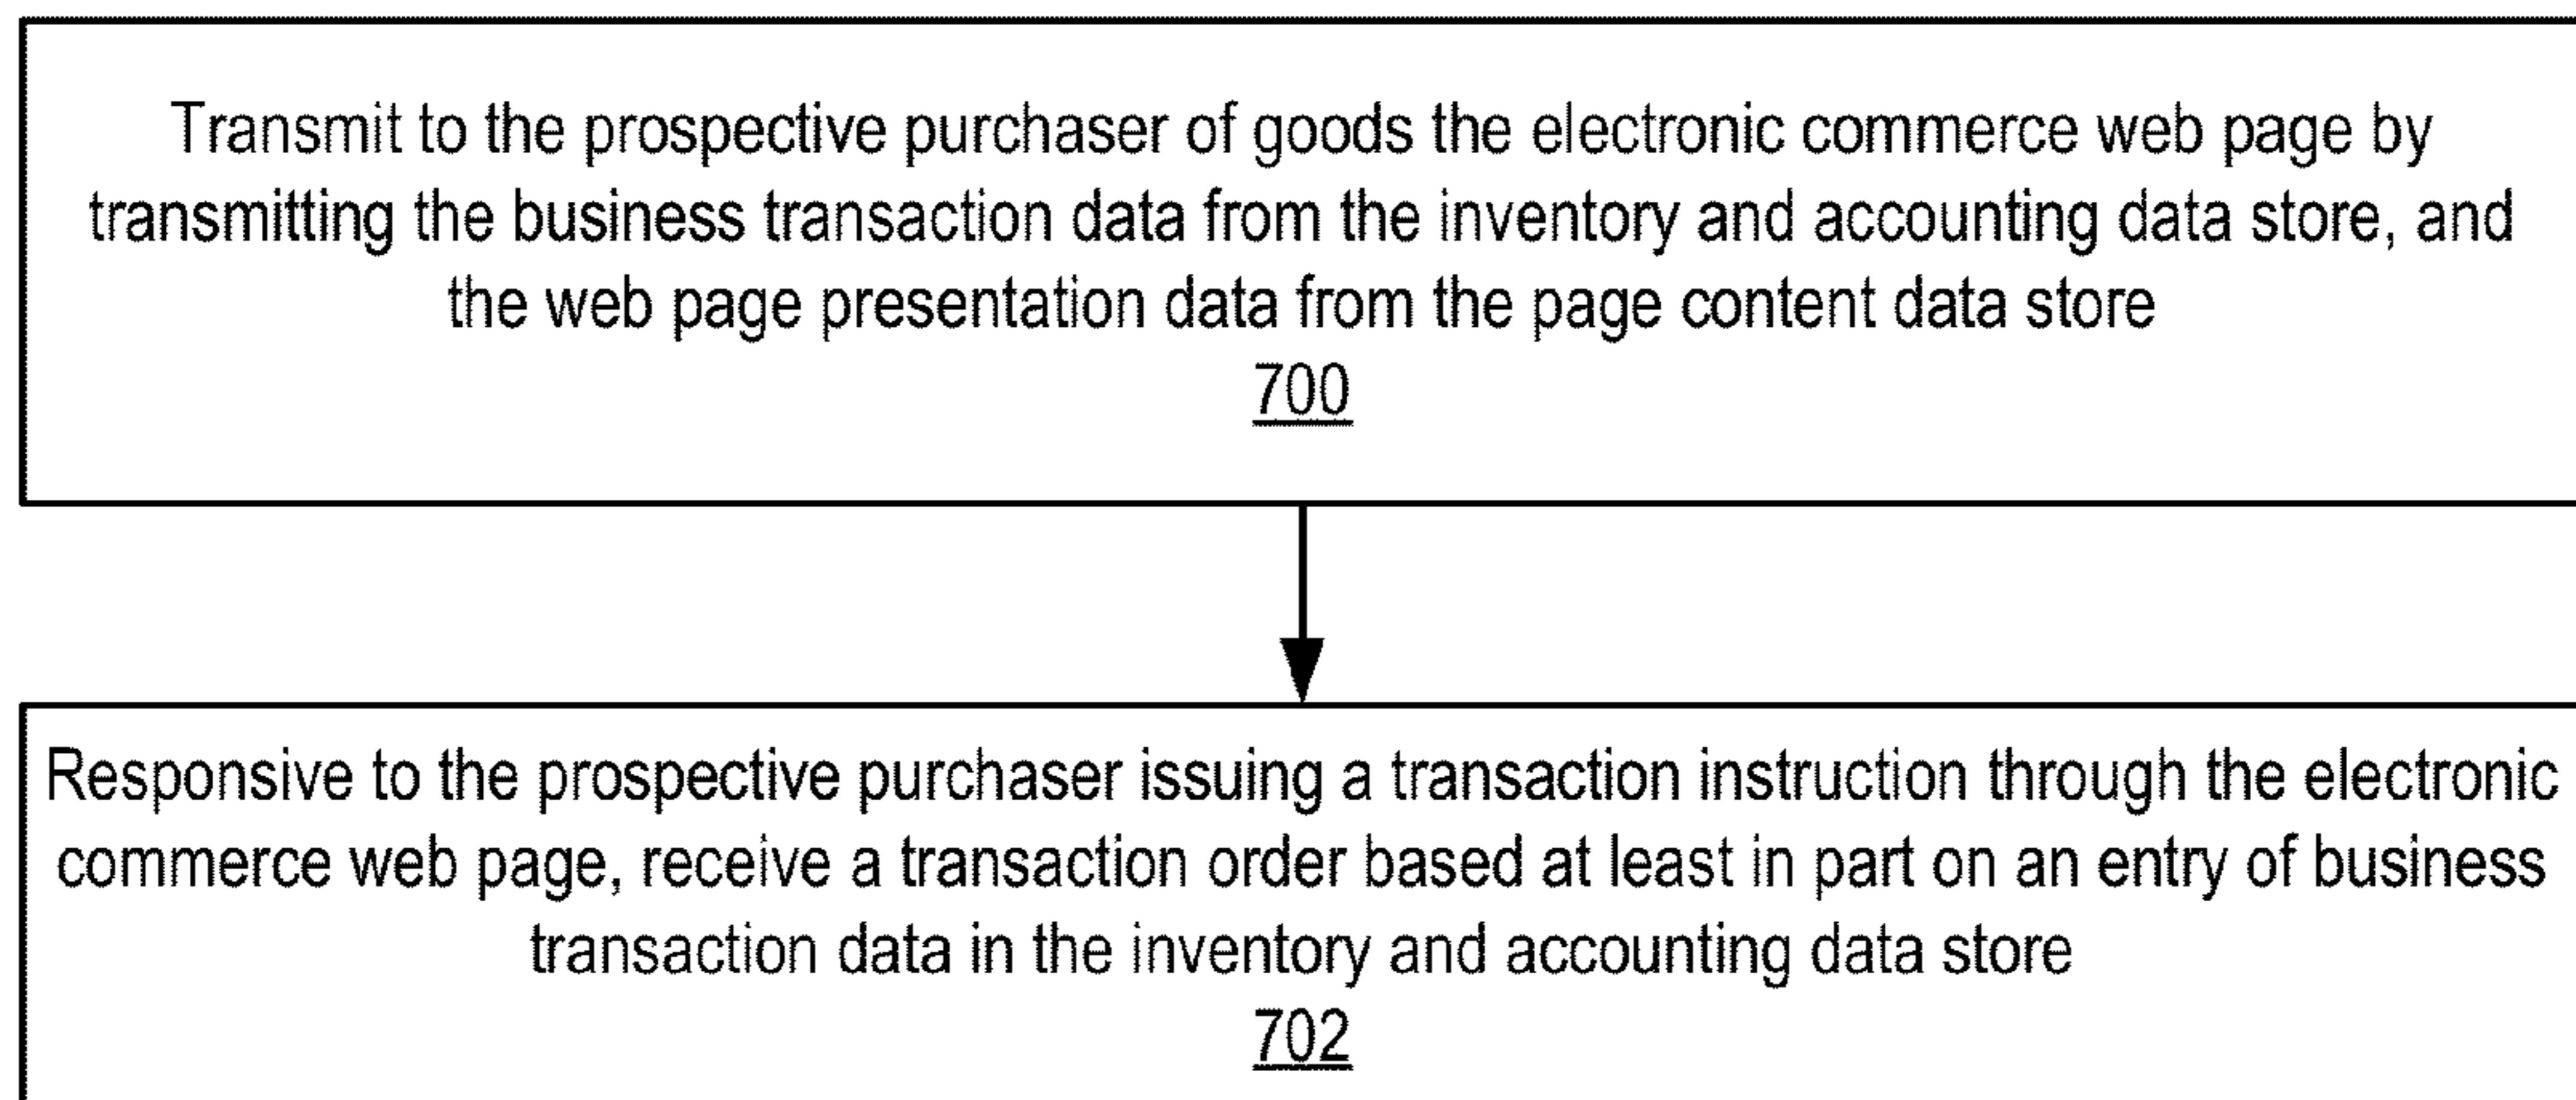 Transmit to the prospective purchaser of goods the electronic commerce web page by
transmitting the business transaction data from the inventory and accounting data store, and
the web page presentation data from the page content data store
700
Responsive to the prospective purchaser issuing a transaction instruction through the electronic
commerce web page, receive a transaction order based at least in part on an entry of business
transaction data in the inventory and accounting data store
702